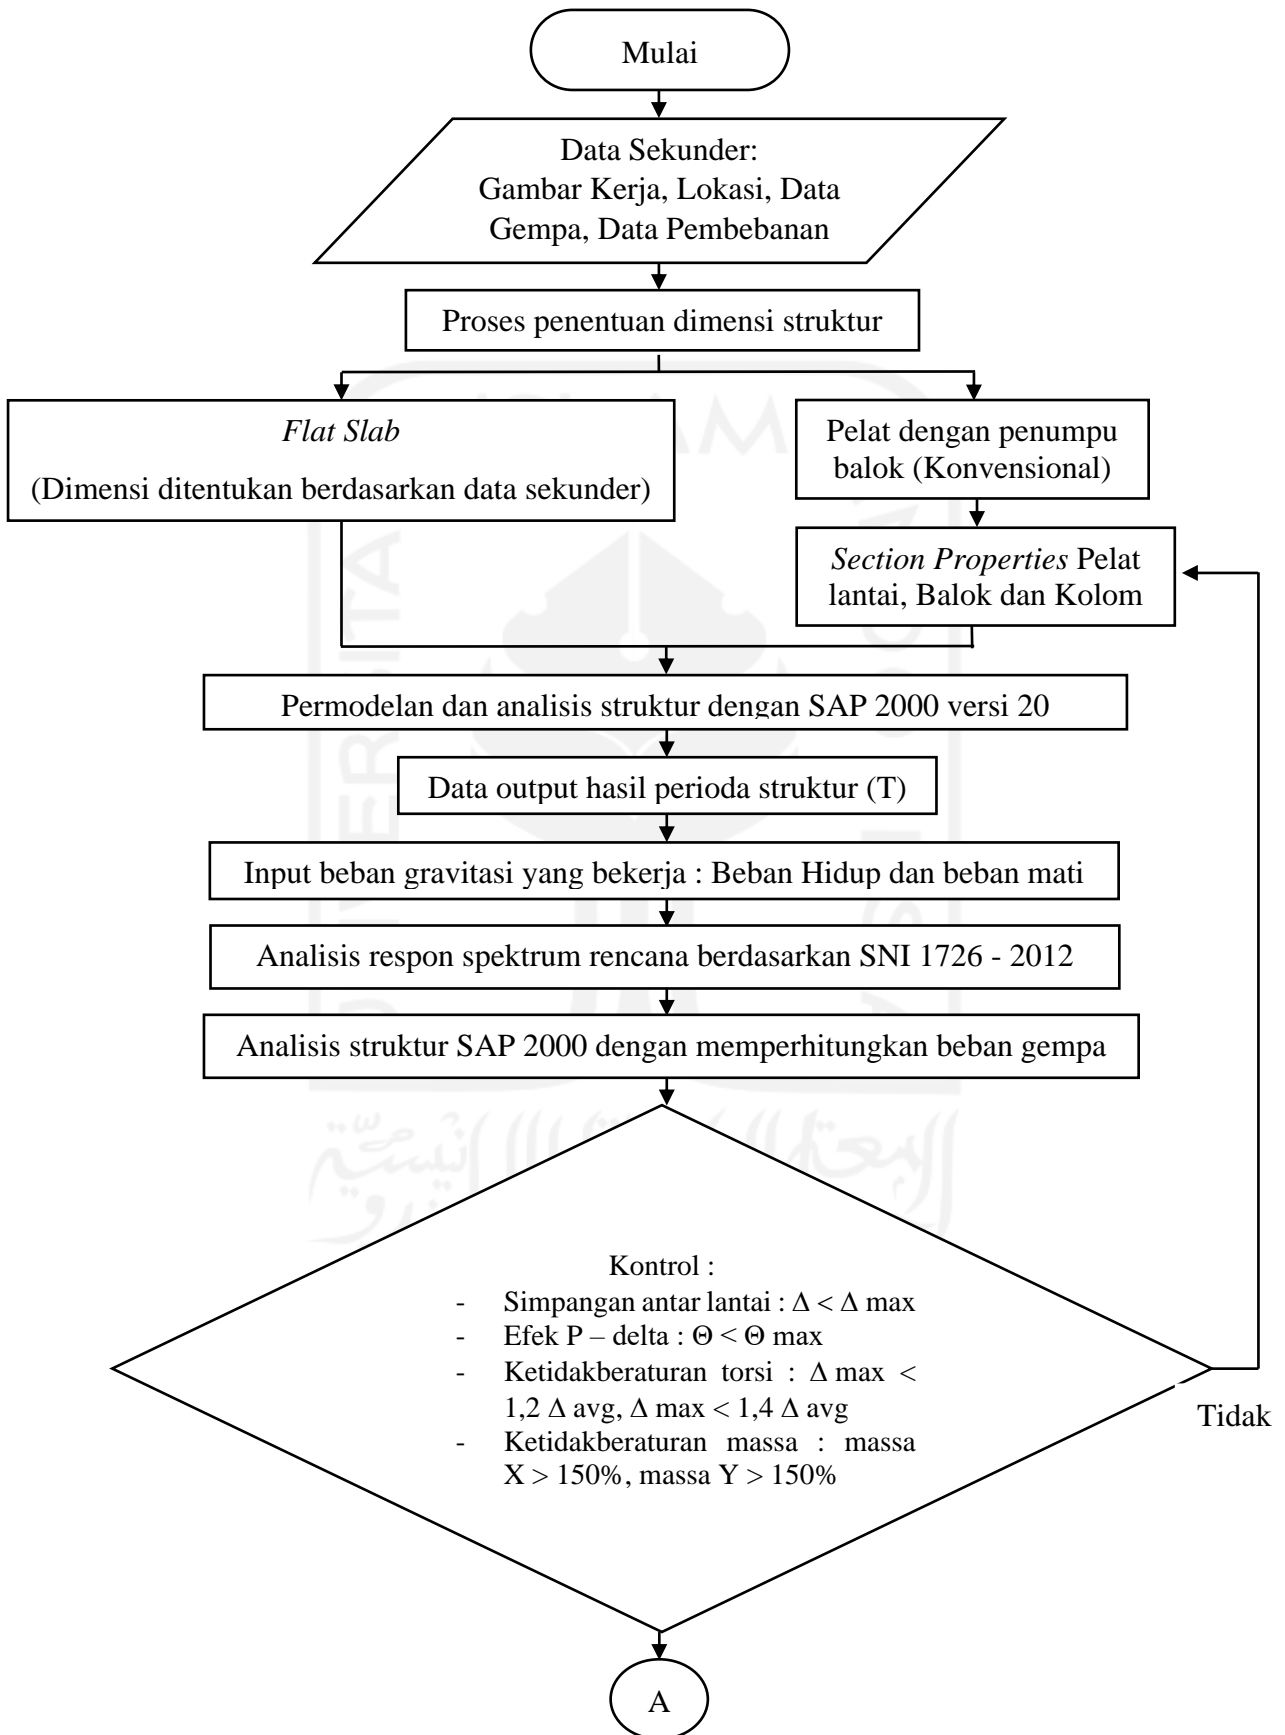 Mulai
Data Sekunder:
Gambar Kerja, Lokasi, Data
Gempa, Data Pembebanan
Proses penentuan dimensi struktur
Flat Slab
(Dimensi ditentukan berdasarkan data sekunder)
Pelat dengan penumpu
balok (Konvensional)
Section Properties Pelat
lantai, Balok dan Kolom
Permodelan dan analisis struktur dengan SAP 2000 versi 20
Data output hasil perioda struktur (T)
Input beban gravitasi yang bekerja : Beban Hidup dan beban mati
Analisis respon spektrum rencana berdasarkan SNI 1726 - 2012
Analisis struktur SAP 2000 dengan memperhitungkan beban gempa
Kontrol :
- Simpangan antar lantai : Δ < Δ max
- Efek P – delta : Θ < Θ max
- Ketidakberaturan torsi : Δ max <
1,2 Δ avg, Δ max < 1,4 Δ avg
- Ketidakberaturan massa : massa
X > 150%, massa Y > 150%
Tidak
A